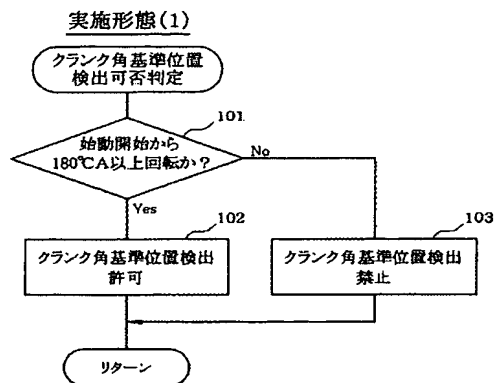 実施形態(1)
クランク角基準位置
検出可否判定
101
始動開始から
180℃A以上回転か?
No
Yes
102
クランク角基準位置検出
許可
103
クランク角基準位置検出
禁止
リターン